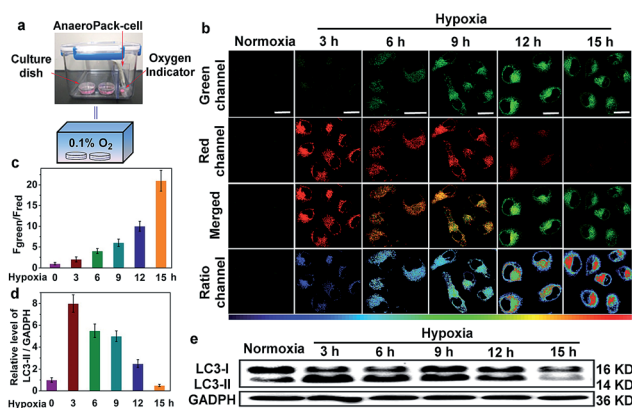 a
AnaeroPack-cell
Culture dish
Oxygen Indicator
0.1% O2
b
Hypoxia
Normoxia 3 h 6 h 9 h 12 h 15 h
Green channel
Red channel
Merged
Ratio channel
c
Fgreen/Fred
20
10
0
Hypoxia 0 3 6 9 12 15 h
d
Relative level of LC3-II / GADPH
8
6
4
2
0
Hypoxia 0 3 6 9 12 15 h
e
Hypoxia
Normoxia 3 h 6 h 9 h 12 h 15 h
LC3-I 16 KD
LC3-II 14 KD
GADPH 36 KD